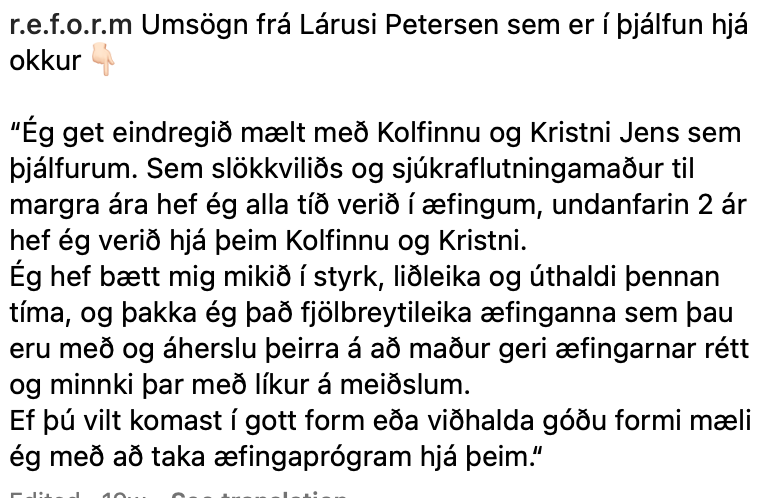 r.e.f.o.r.m Umsögn frá Lárusi Petersen sem er í þjálfun hjá
okkur 👇🏻
“Ég get eindregið mælt með Kolfinnu og Kristni Jens sem
þjálfurum. Sem slökkviliðs og sjúkraflutningamaður til
margra ára hef ég alla tíð verið í æfingum, undanfarin 2 ár
hef ég verið hjá þeim Kolfinnu og Kristni.
Ég hef bætt mig mikið í styrk, liðleika og úthaldi þennan
tíma, og þakka ég það fjölbreytileika æfinganna sem þau
eru með og áherslu þeirra á að maður geri æfingarnar rétt
og minnki þar með líkur á meiðslum.
Ef þú vilt komast í gott form eða viðhalda góðu formi mæli
ég með að taka æfingaprógram hjá þeim.“
Edited See translation